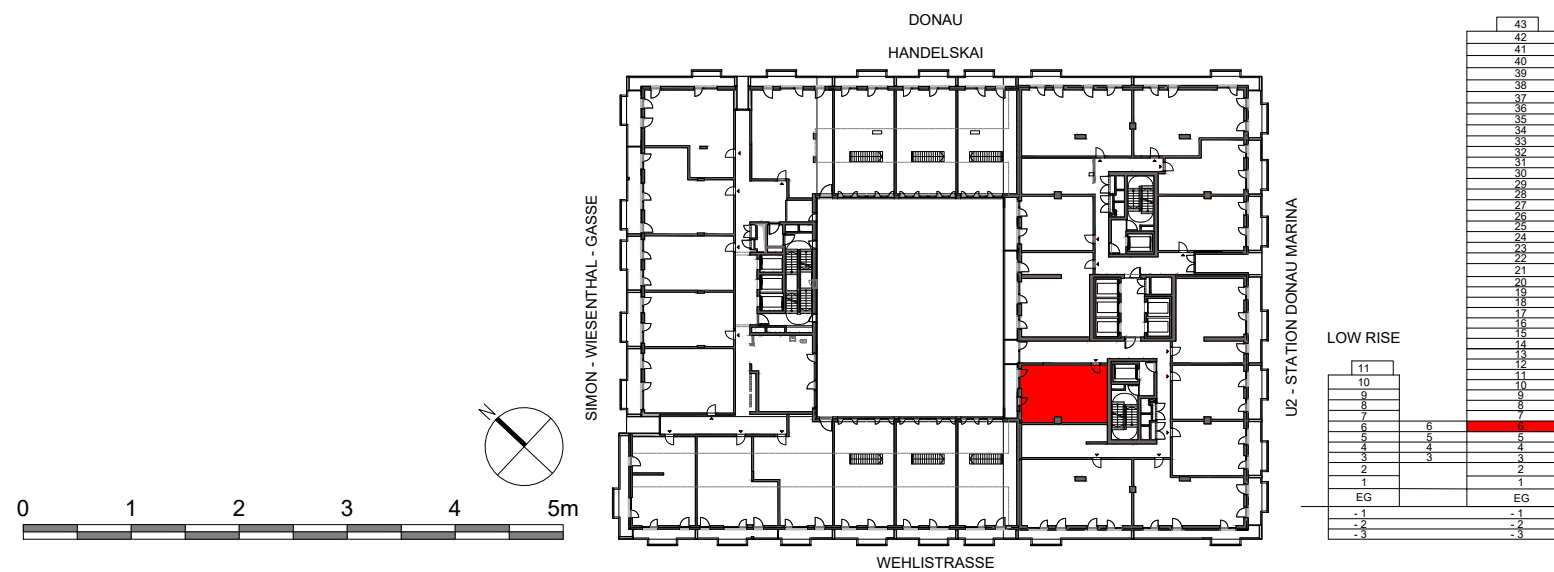 DONAU
HANDELSKAI
SIMON - WIESENTHAL - GASSE
U2 - STATION DONAU MARINA
WEHLISTRASSE
N
0 1 2 3 4 5m
LOW RISE
43
42
41
40
39
38
37
36
35
34
33
32
31
30
29
28
27
26
25
24
23
22
21
20
19
18
17
16
15
14
13
12
11 11
10 10
9 9
8 8
7 7
6 6 6
5 5 5
4 4 4
3 3 3
2 2
1 1
EG EG
- 1 - 1
- 2 - 2
- 3 - 3